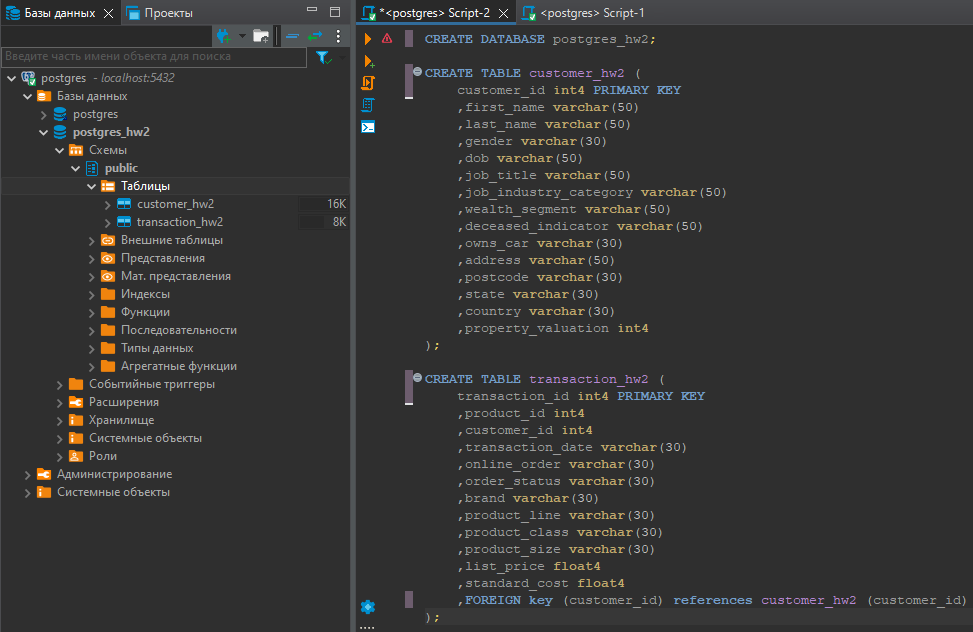 Базы данных
Проекты
Введите часть имени объекта для поиска
postgres - localhost:5432
Базы данных
postgres
postgres_hw2
Схемы
public
Таблицы
customer_hw2 16K
transaction_hw2 8K
Внешние таблицы
Представления
Мат. представления
Индексы
Функции
Последовательности
Типы данных
Агрегатные функции
Событийные триггеры
Расширения
Хранилище
Системные объекты
Роли
Администрирование
Системные объекты
*<postgres> Script-2
<postgres> Script-1
CREATE DATABASE postgres_hw2;
CREATE TABLE customer_hw2 (
customer_id int4 PRIMARY KEY
,first_name varchar(50)
,last_name varchar(50)
,gender varchar(30)
,dob varchar(50)
,job_title varchar(50)
,job_industry_category varchar(50)
,wealth_segment varchar(50)
,deceased_indicator varchar(50)
,owns_car varchar(30)
,address varchar(50)
,postcode varchar(30)
,state varchar(30)
,country varchar(30)
,property_valuation int4
);
CREATE TABLE transaction_hw2 (
transaction_id int4 PRIMARY KEY
,product_id int4
,customer_id int4
,transaction_date varchar(30)
,online_order varchar(30)
,order_status varchar(30)
,brand varchar(30)
,product_line varchar(30)
,product_class varchar(30)
,product_size varchar(30)
,list_price float4
,standard_cost float4
,FOREIGN key (customer_id) references customer_hw2 (customer_id)
);